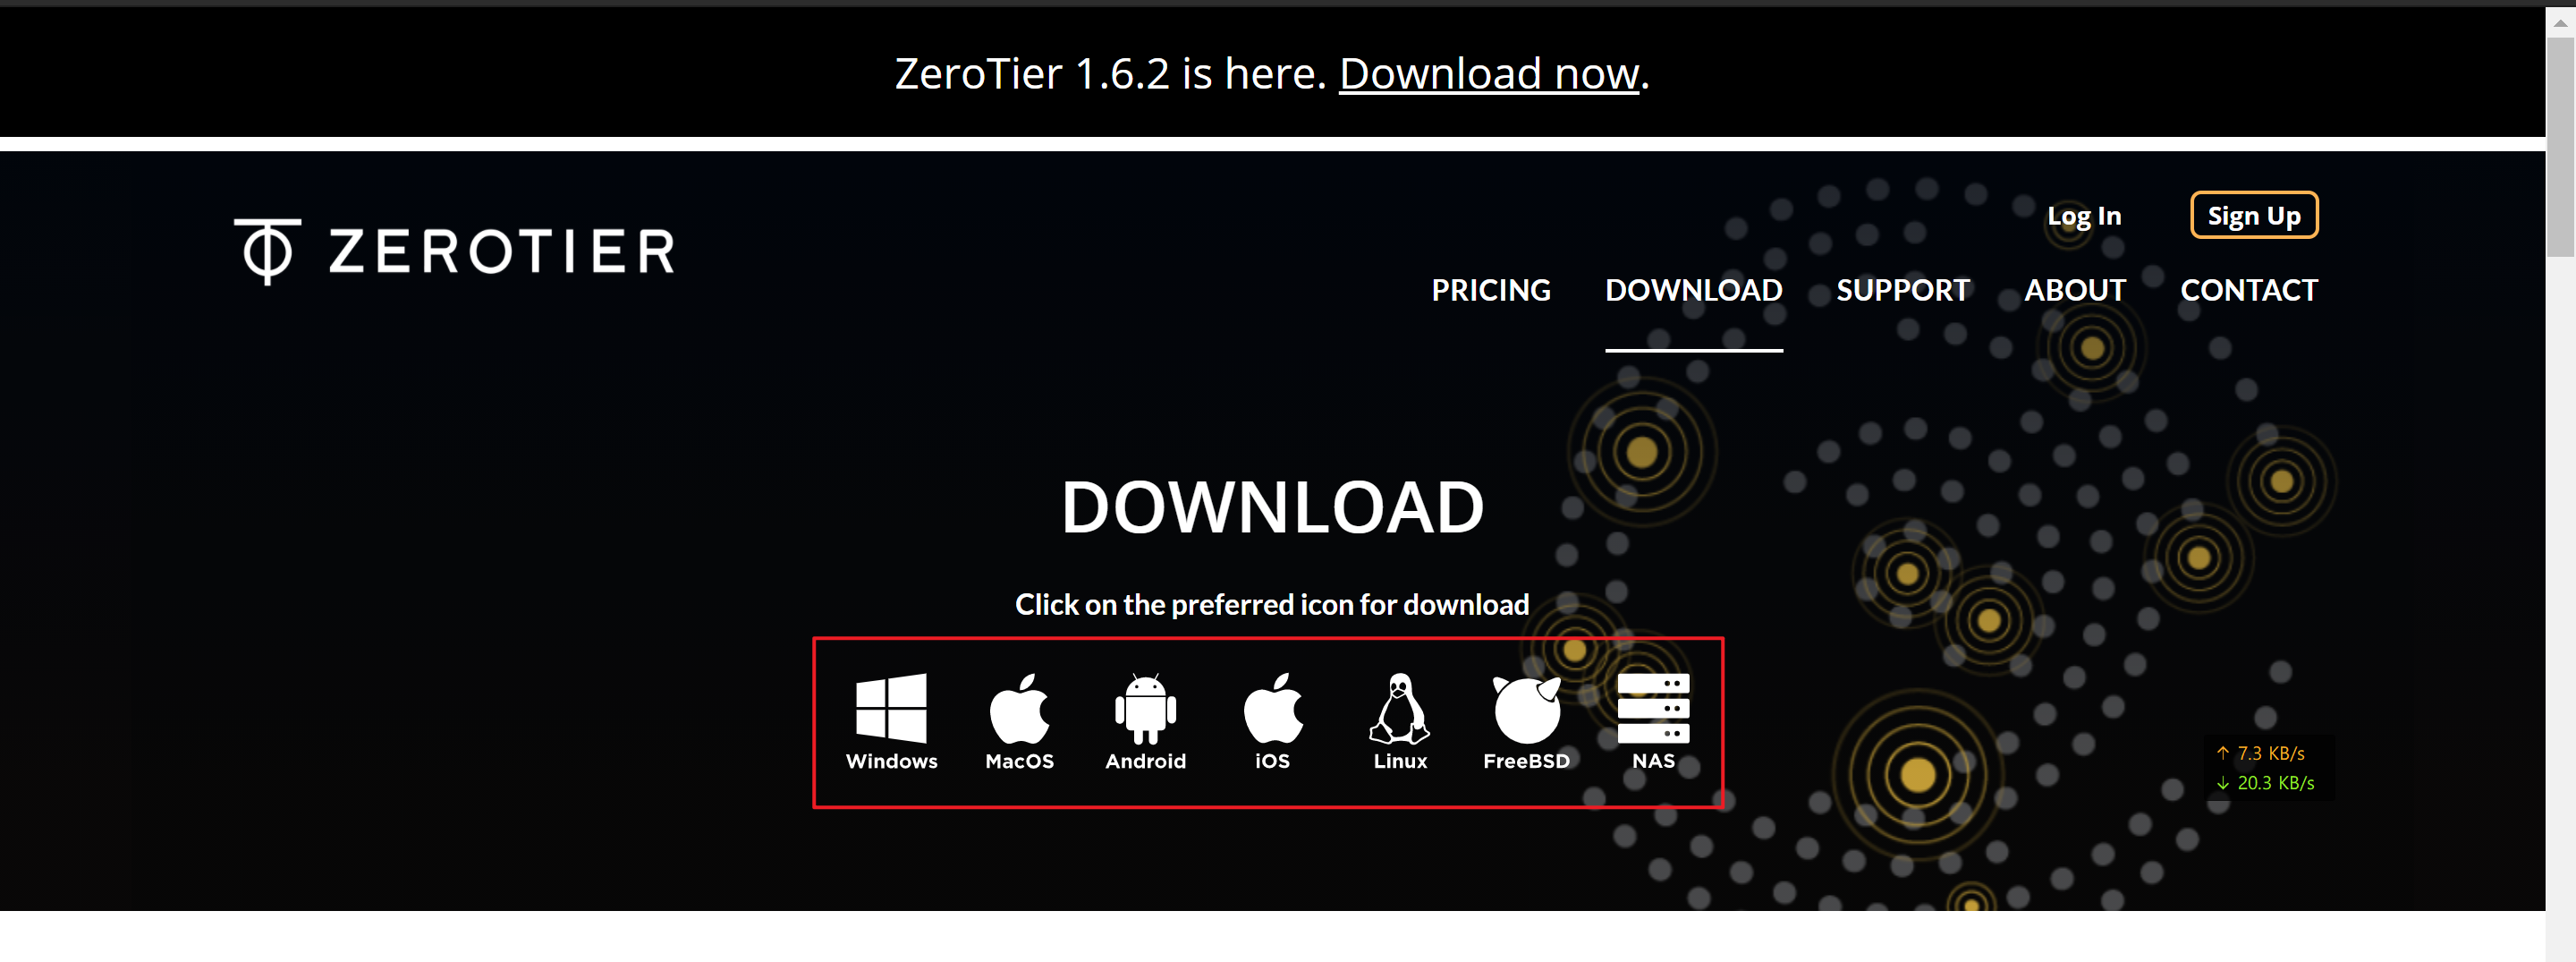 ZeroTier 1.6.2 is here. Download now.
ZEROTIER
Log In
Sign Up
PRICING
DOWNLOAD
SUPPORT
ABOUT
CONTACT
DOWNLOAD
Click on the preferred icon for download
Windows
MacOS
Android
iOS
Linux
FreeBSD
NAS
↑ 7.3 KB/s
↓ 20.3 KB/s